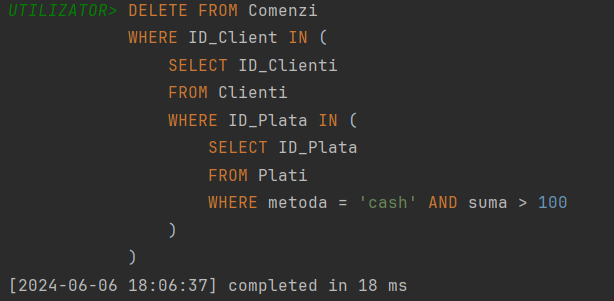 UTILIZATOR> DELETE FROM Comenzi
WHERE ID_Client IN (
SELECT ID_Clienti
FROM Clienti
WHERE ID_Plata IN (
SELECT ID_Plata
FROM Plati
WHERE metoda = 'cash' AND suma > 100
)
)
[2024-06-06 18:06:37] completed in 18 ms